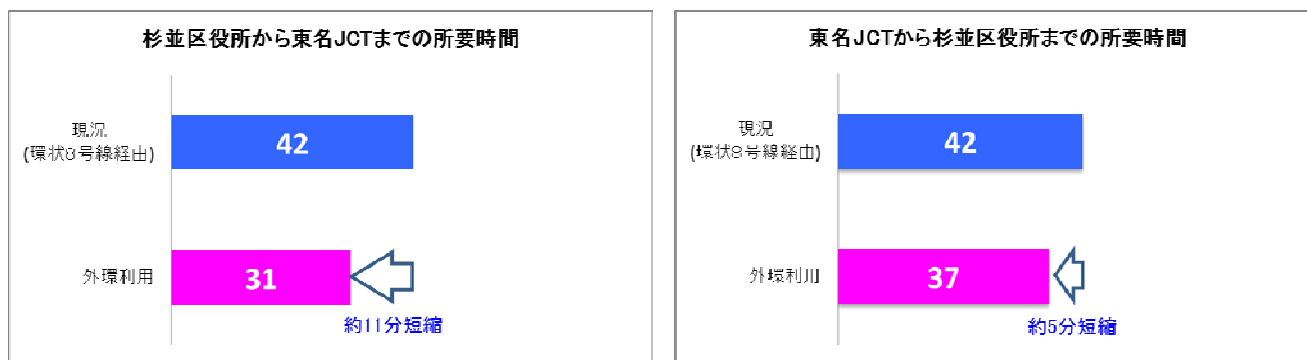 杉並区役所から東名JCTまでの所要時間
現況
(環状8号線経由)
42
外環利用
31
約11分短縮
東名JCTから杉並区役所までの所要時間
現況
(環状8号線経由)
42
外環利用
37
約5分短縮